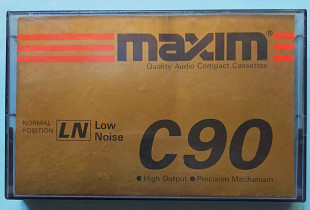 maxim®
Quality Audio Compact Cassettes
NORMAL
POSITION
LN Low
Noise
C90
• High Output • Precision Mechanism